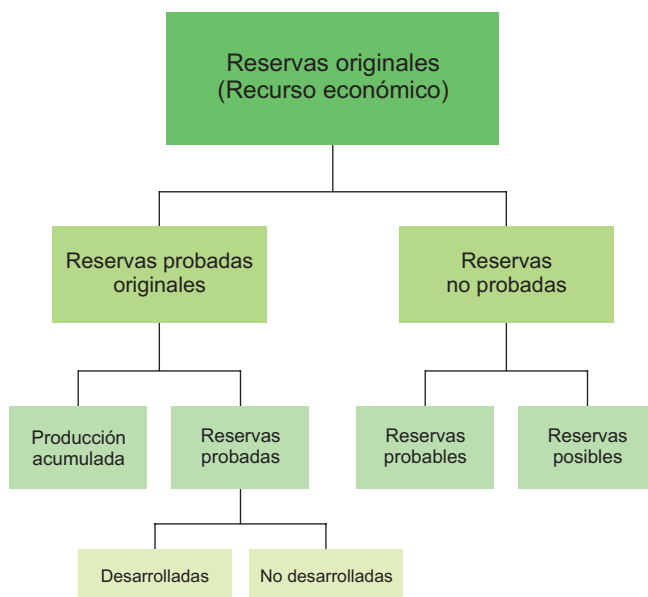 Reservas originales
(Recurso económico)
Reservas probadas
originales
Reservas
no probadas
Producción
acumulada
Reservas
probadas
Reservas
probables
Reservas
posibles
Desarrolladas
No desarrolladas